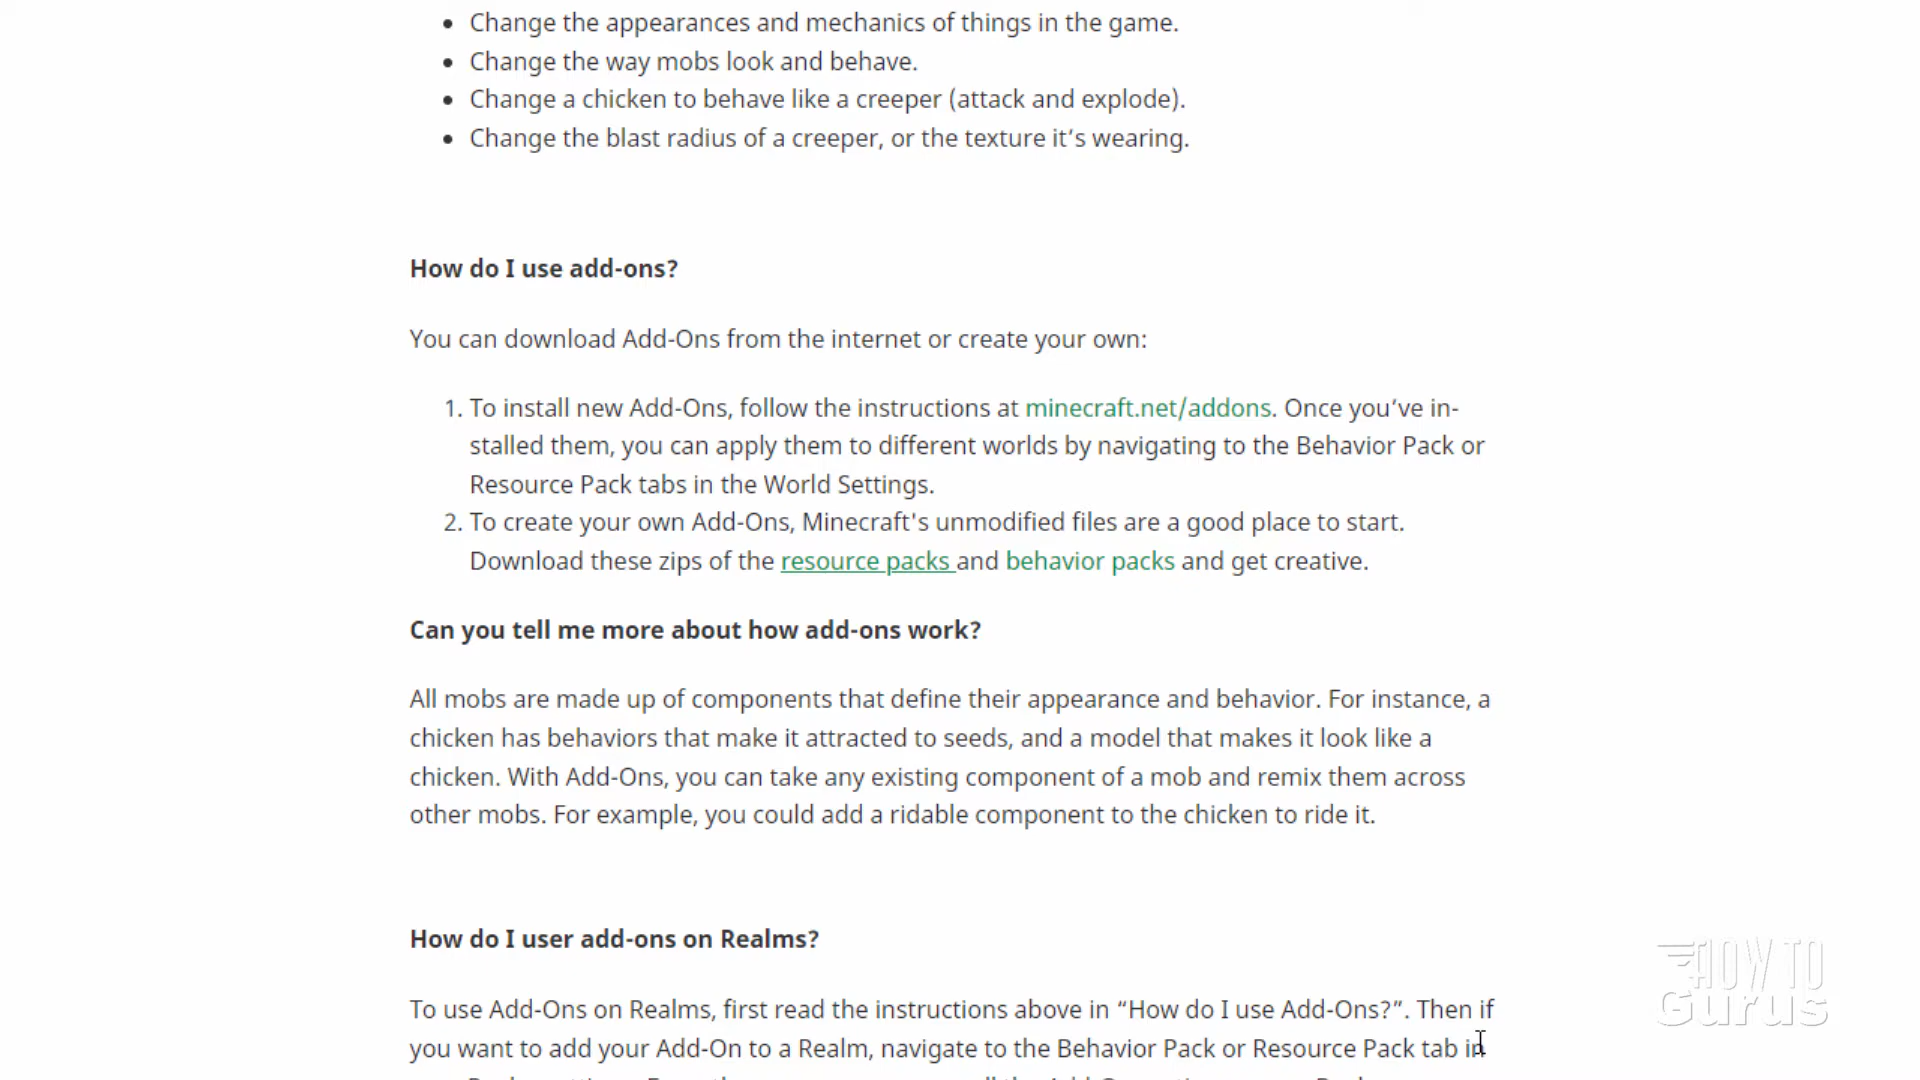 • Change the appearances and mechanics of things in the game.
• Change the way mobs look and behave.
• Change a chicken to behave like a creeper (attack and explode).
• Change the blast radius of a creeper, or the texture it’s wearing.
How do I use add-ons?
You can download Add-Ons from the internet or create your own:
1. To install new Add-Ons, follow the instructions at minecraft.net/addons. Once you’ve in-
stalled them, you can apply them to different worlds by navigating to the Behavior Pack or
Resource Pack tabs in the World Settings.
2. To create your own Add-Ons, Minecraft's unmodified files are a good place to start.
Download these zips of the resource packs and behavior packs and get creative.
Can you tell me more about how add-ons work?
All mobs are made up of components that define their appearance and behavior. For instance, a
chicken has behaviors that make it attracted to seeds, and a model that makes it look like a
chicken. With Add-Ons, you can take any existing component of a mob and remix them across
other mobs. For example, you could add a ridable component to the chicken to ride it.
How do I user add-ons on Realms?
To use Add-Ons on Realms, first read the instructions above in “How do I use Add-Ons?”. Then if
you want to add your Add-On to a Realm, navigate to the Behavior Pack or Resource Pack tab in
HOW TO
Gurus